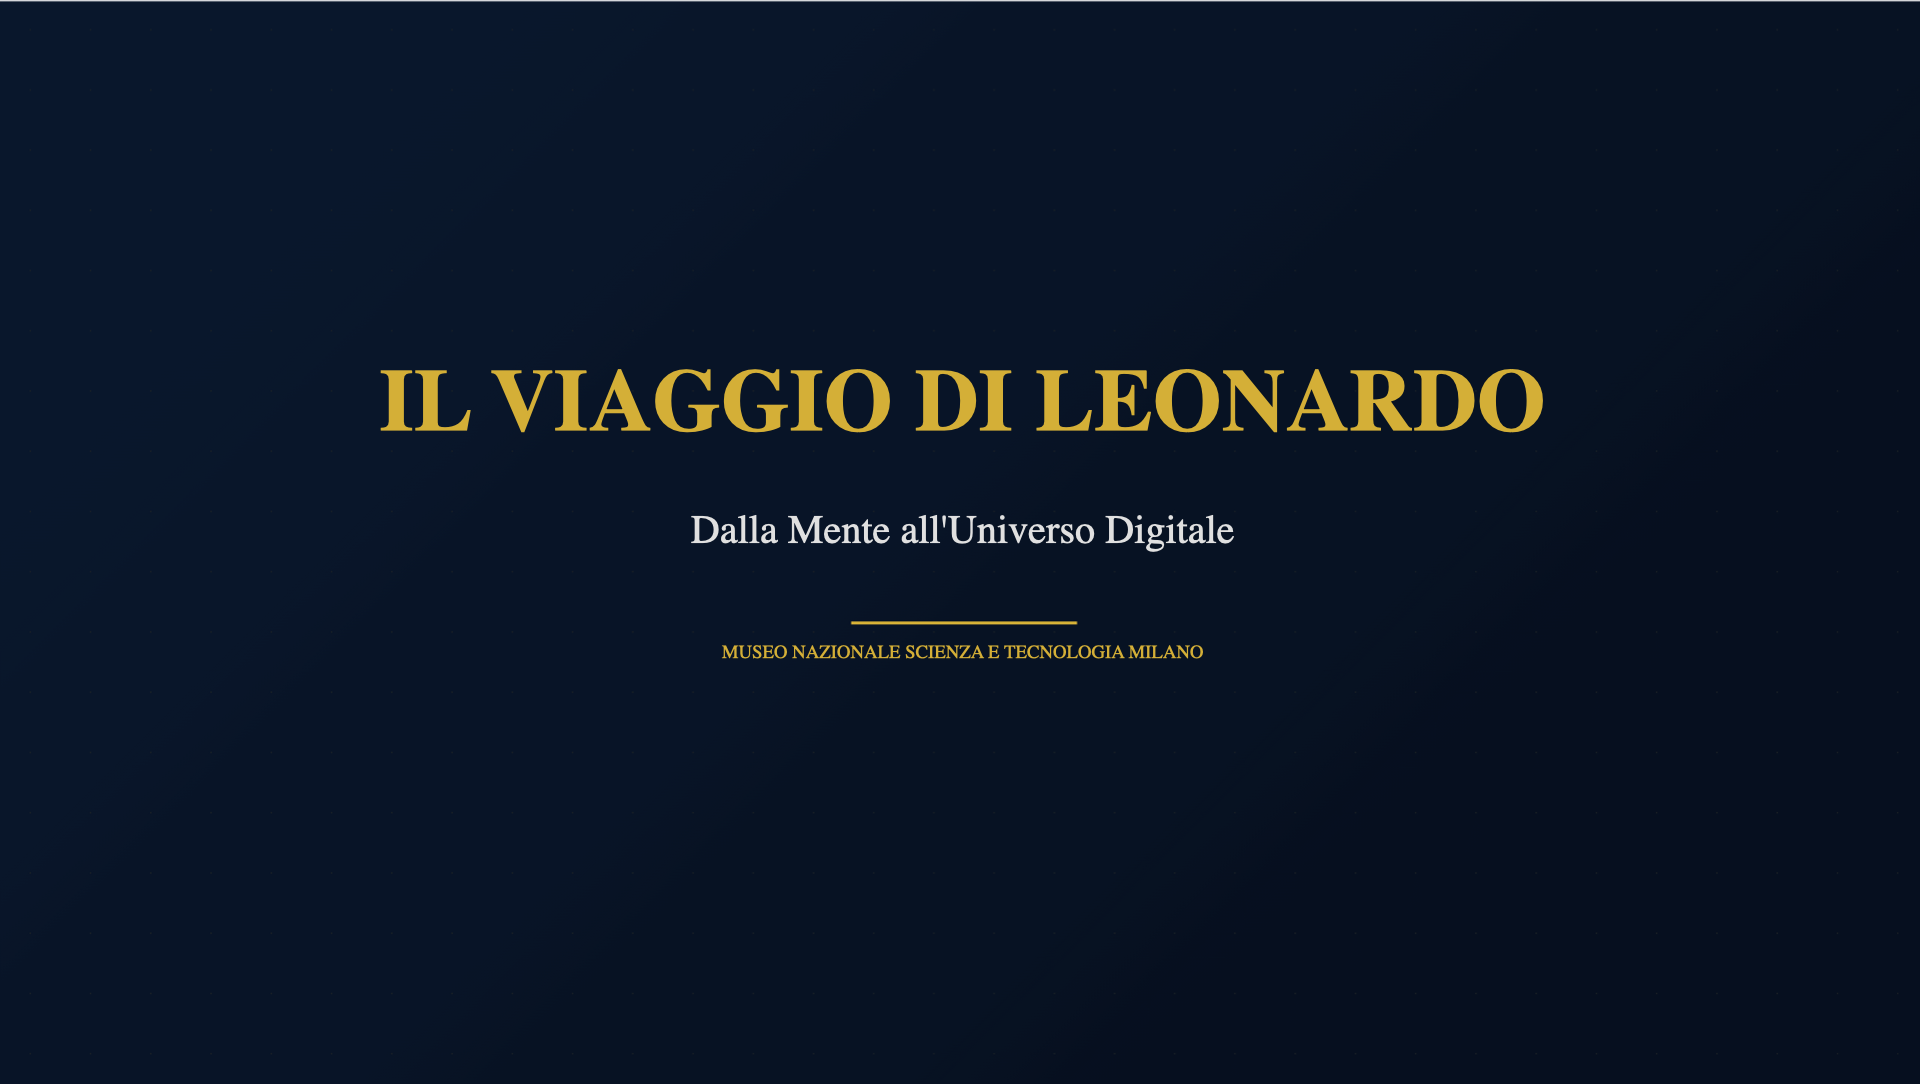 IL VIAGGIO DI LEONARDO
Dalla Mente all'Universo Digitale
MUSEO NAZIONALE SCIENZA E TECNOLOGIA MILANO